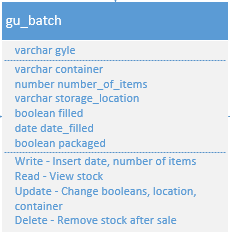 gu_batch
varchar gyle
varchar container
number number_of_items
varchar storage_location
boolean filled
date date_filled
boolean packaged
Write - Insert date, number of items
Read - View stock
Update - Change booleans, location,
container
Delete - Remove stock after sale